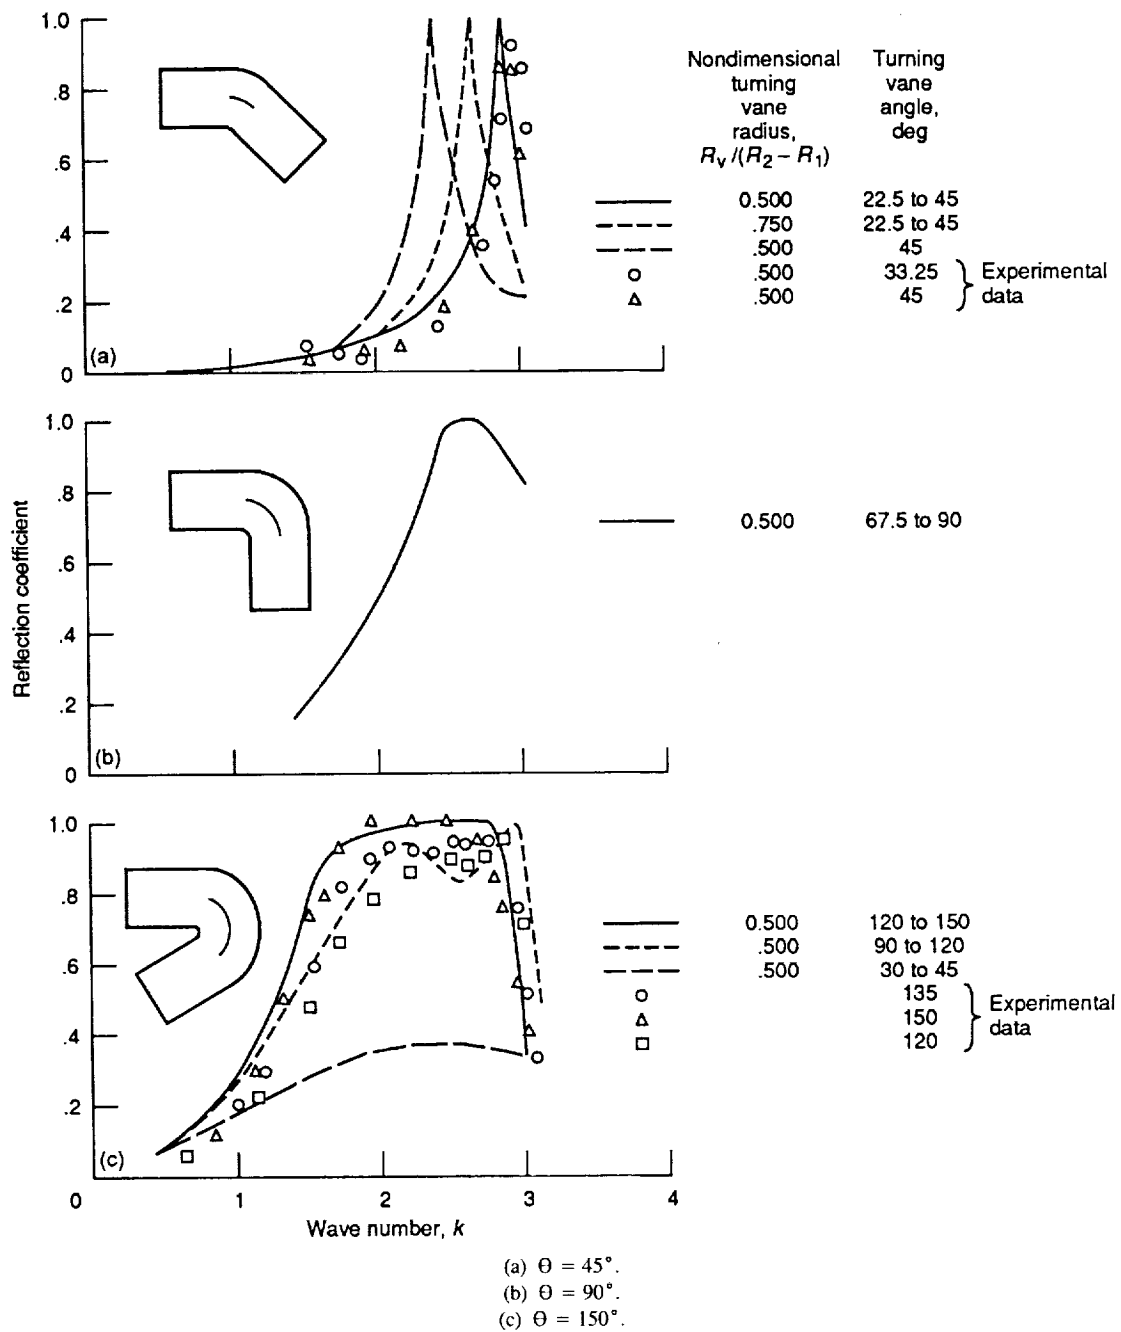 Nondimensional
turning
vane
radius,
Rv/(R2 – R1)
Turning
vane
angle,
deg
1.0
.8
.6
.4
.2
0
(a)
0.500 22.5 to 45
.750 22.5 to 45
.500 45
.500 33.25
.500 45
Experimental
data
Reflection coefficient
1.0
.8
.6
.4
.2
0
(b)
0.500 67.5 to 90
1.0
.8
.6
.4
.2
(c)
0.500 120 to 150
.500 90 to 120
.500 30 to 45
135
150
120
Experimental
data
0 1 2 3 4
Wave number, k
(a) Θ = 45°.
(b) Θ = 90°.
(c) Θ = 150°.